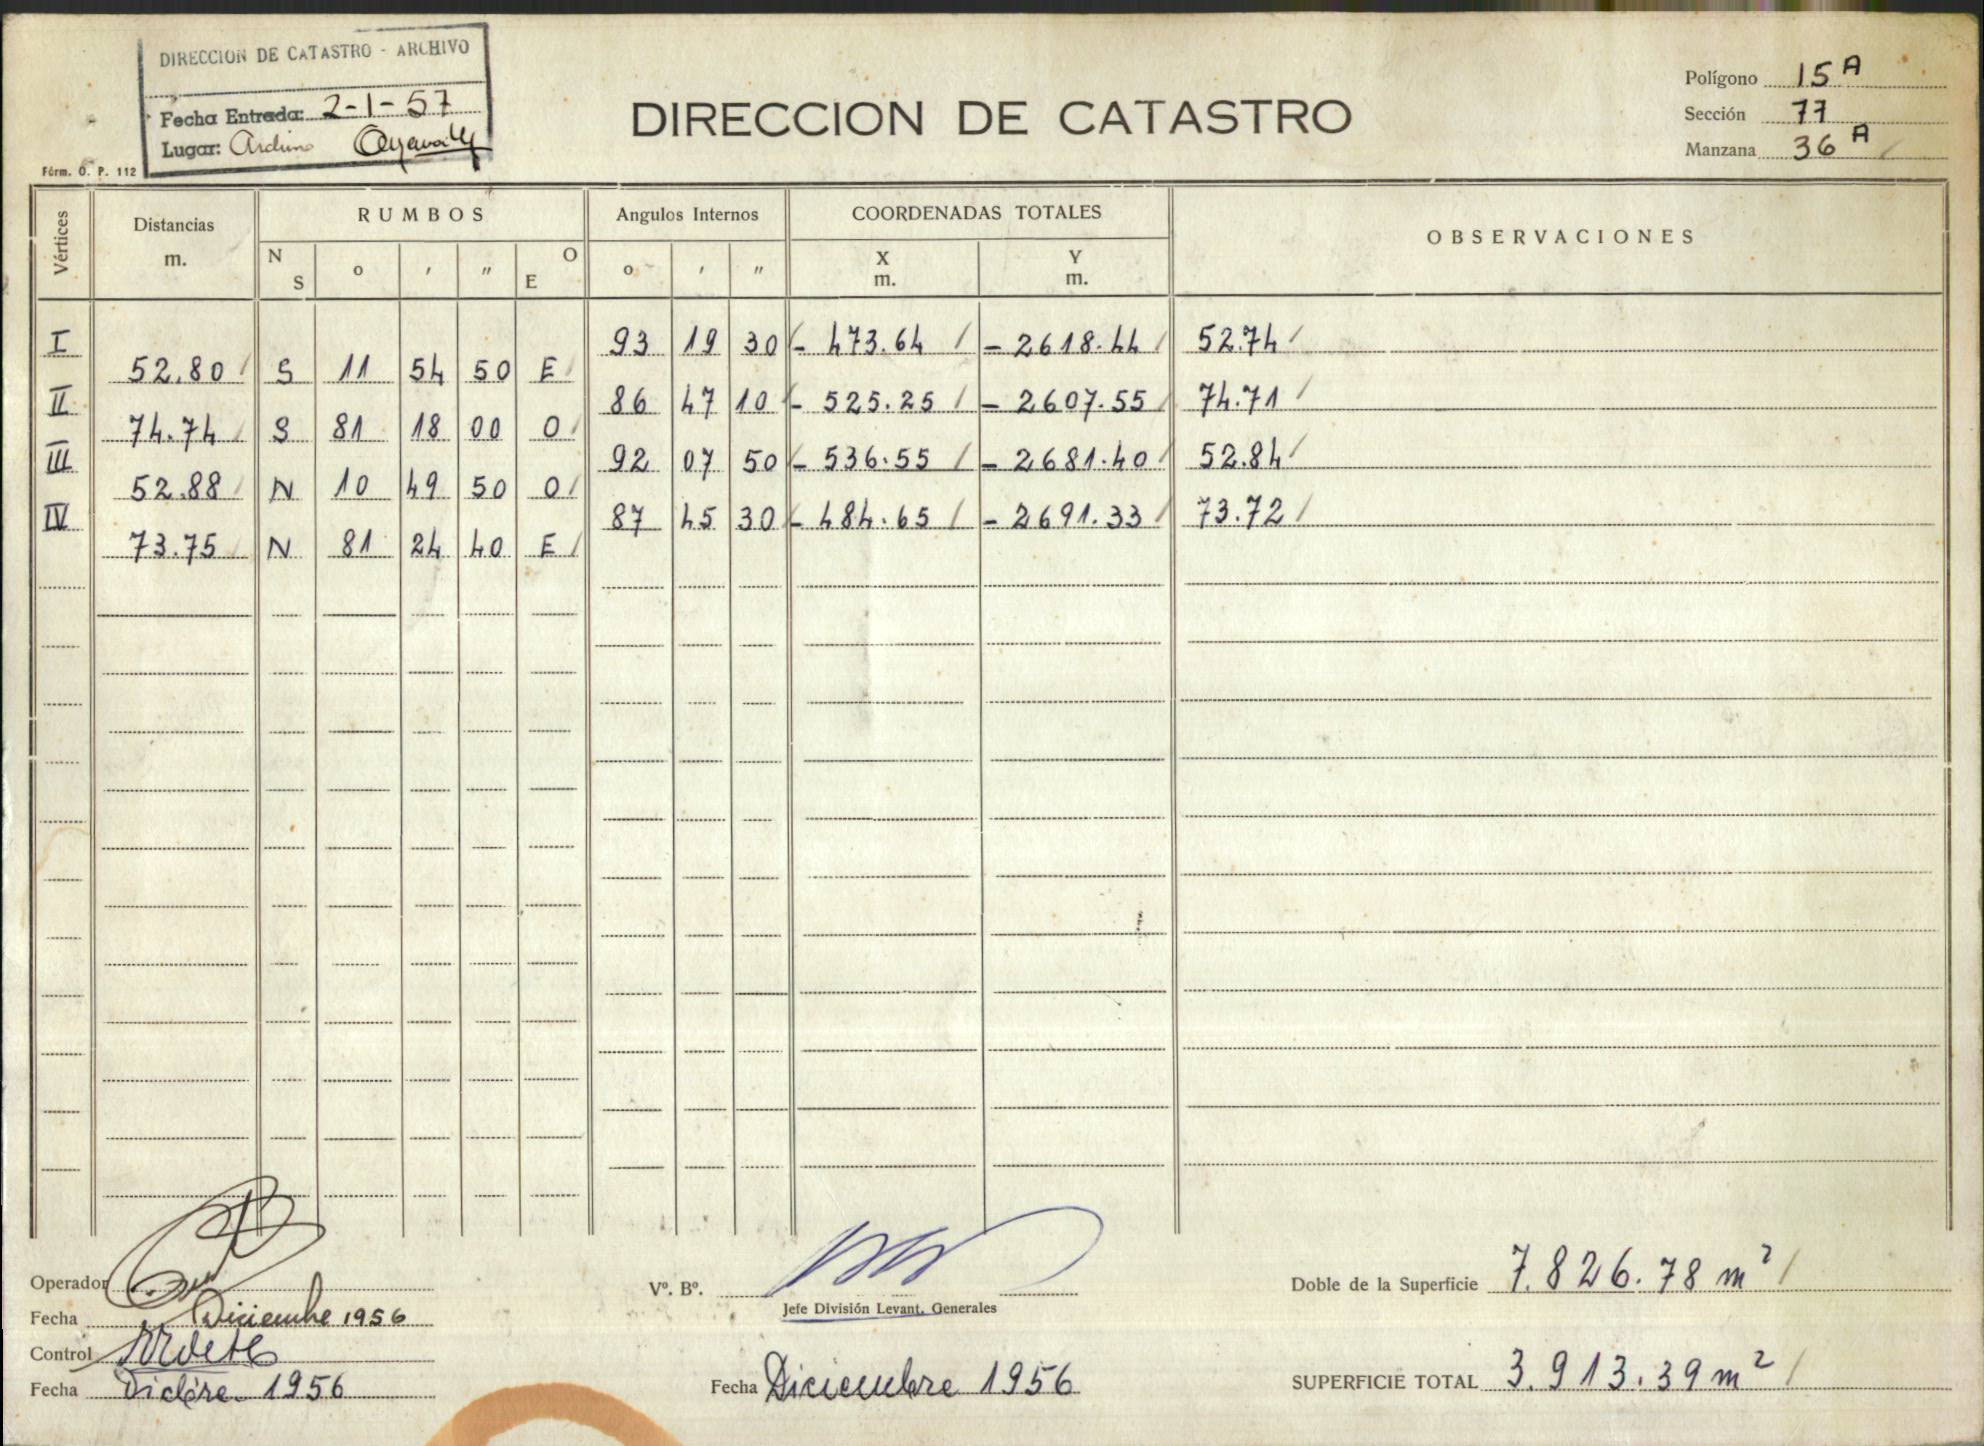 DIRECCION DE CATASTRO - ARCHIVO
Fecha Entrada: 2-1-57
Lugar: Archivo
Fórm. O. P. 112
DIRECCION DE CATASTRO
Polígono 15 A
Sección 77
Manzana 36 A
Vértices Distancias m. RUMBOS Angulos Internos COORDENADAS TOTALES OBSERVACIONES
N S o ' " O E o ' " X m. Y m.
I 93 19 30 - 473.64 - 2618.44 52.74
52.80 S 11 54 50 E
II 86 47 10 - 525.25 - 2607.55 74.71
74.74 S 81 18 00 O
III 92 07 50 - 536.55 - 2681.40 52.84
52.88 N 10 49 50 O
IV 87 45 30 - 484.65 - 2691.33 73.72
73.75 N 81 24 40 E
Operador
Fecha Diciembre 1956
Control
Fecha Dicbre. 1956
Vº. Bº.
Jefe División Levant. Generales
Fecha Diciembre 1956
Doble de la Superficie 7.826.78 m²
SUPERFICIE TOTAL 3.913.39 m²